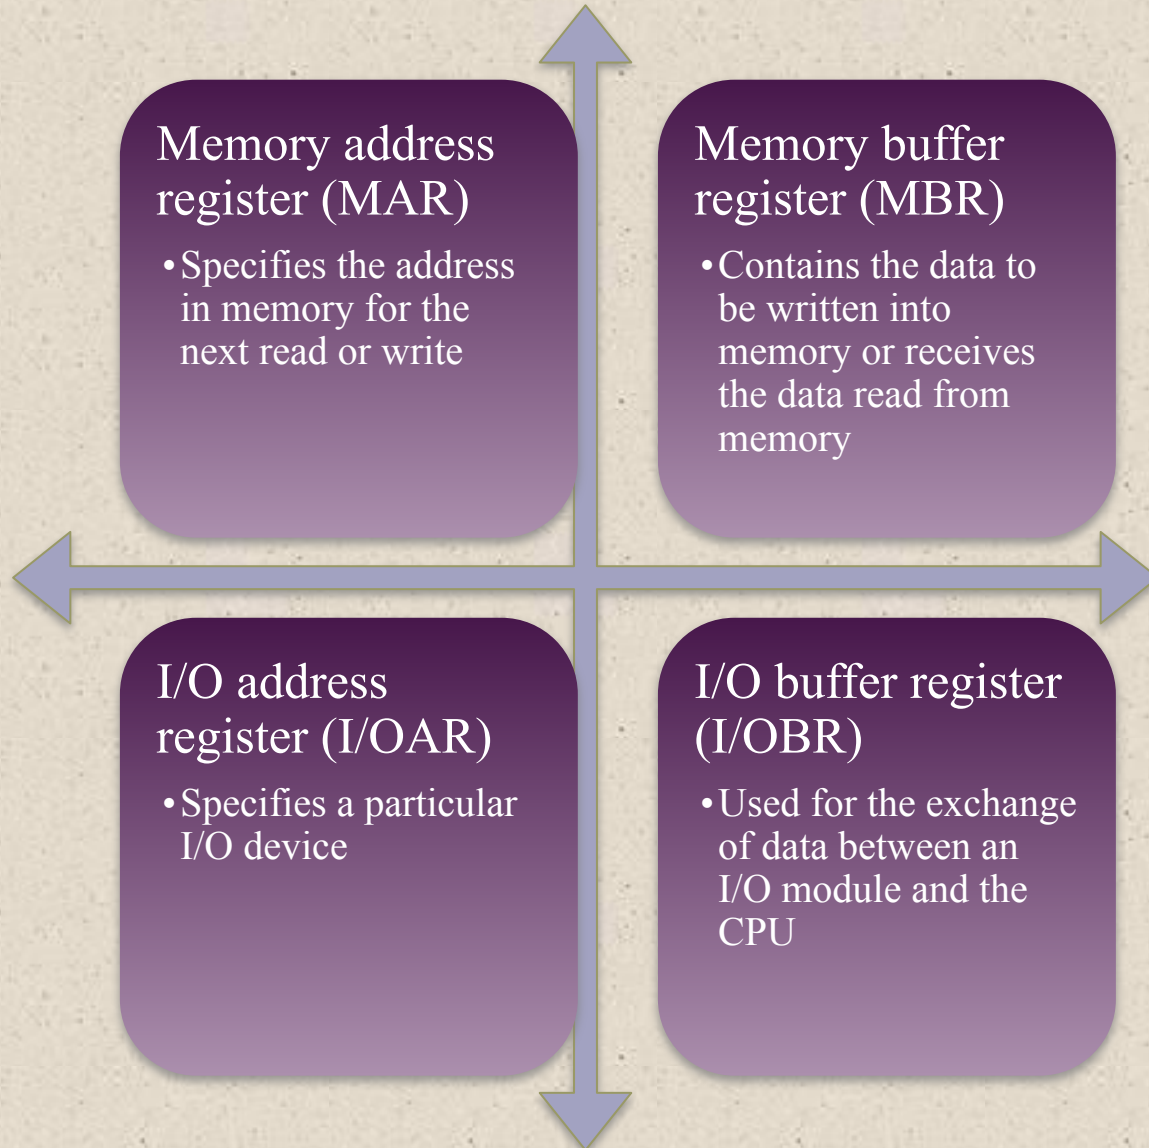 Memory address
register (MAR)
•Specifies the address
in memory for the
next read or write
Memory buffer
register (MBR)
•Contains the data to
be written into
memory or receives
the data read from
memory
I/O address
register (I/OAR)
•Specifies a particular
I/O device
I/O buffer register
(I/OBR)
•Used for the exchange
of data between an
I/O module and the
CPU